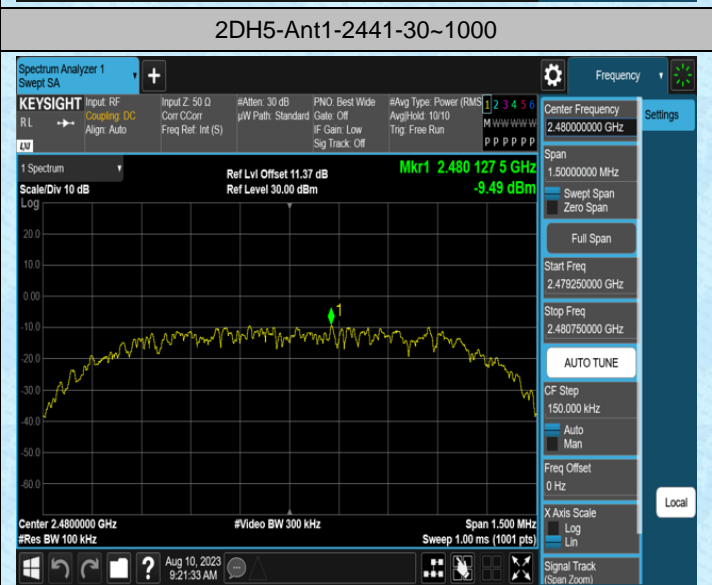 2DH5-Ant1-2441-30~1000
Spectrum Analyzer 1
Swept SA
+
Frequency
KEYSIGHT Input: RF Input Z: 50 Ω #Atten: 30 dB PNO: Best Wide #Avg Type: Power (RMS 1 2 3 4 5 6
RL Coupling: DC Corr CCorr µW Path: Standard Gate: Off Avg|Hold: 10/10 M W W W W W
Align: Auto Freq Ref: Int (S) IF Gain: Low Trig: Free Run
Sig Track: Off P P P P P P
LXI
1 Spectrum
Scale/Div 10 dB
Log
Ref Lvl Offset 11.37 dB
Ref Level 30.00 dBm
Mkr1 2.480 127 5 GHz
-9.49 dBm
20.0
10.0
0.00
-10.0
-20.0
-30.0
-40.0
-50.0
-60.0
1
Center 2.4800000 GHz
#Res BW 100 kHz
#Video BW 300 kHz
Span 1.500 MHz
Sweep 1.00 ms (1001 pts)
Center Frequency
2.480000000 GHz
Settings
Span
1.50000000 MHz
Swept Span
Zero Span
Full Span
Start Freq
2.479250000 GHz
Stop Freq
2.480750000 GHz
AUTO TUNE
CF Step
150.000 kHz
Auto
Man
Freq Offset
0 Hz
X Axis Scale
Log
Lin
Local
Signal Track
(Span Zoom)
?
Aug 10, 2023
9:21:33 AM